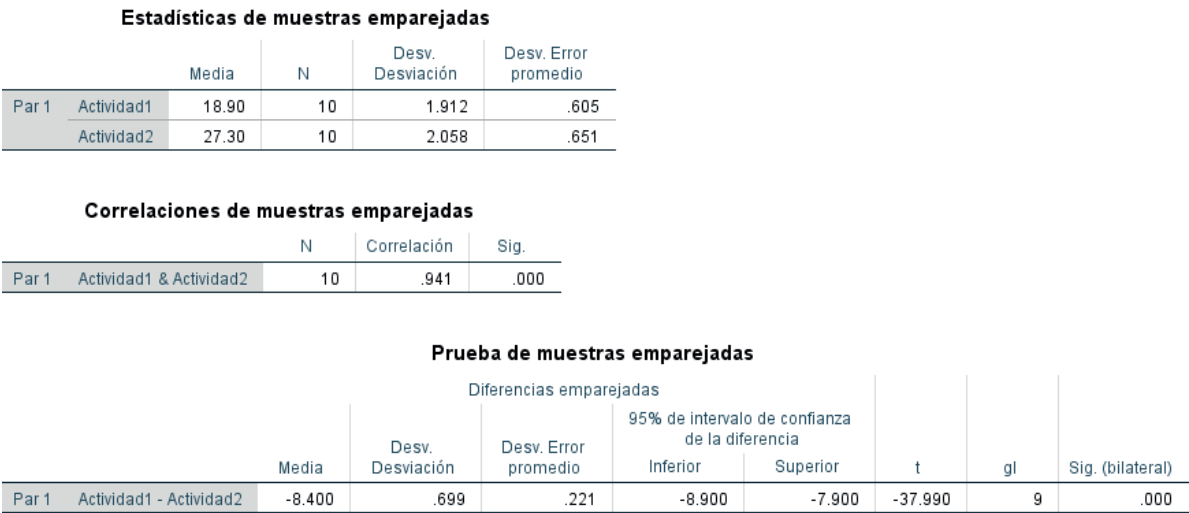 Estadísticas de muestras emparejadas
Media N Desv. Desviación Desv. Error promedio
Par 1 Actividad1 18.90 10 1.912 .605
Actividad2 27.30 10 2.058 .651
Correlaciones de muestras emparejadas
N Correlación Sig.
Par 1 Actividad1 & Actividad2 10 .941 .000
Prueba de muestras emparejadas
Diferencias emparejadas
95% de intervalo de confianza de la diferencia
Media Desv. Desviación Desv. Error promedio Inferior Superior t gl Sig. (bilateral)
Par 1 Actividad1 - Actividad2 -8.400 .699 .221 -8.900 -7.900 -37.990 9 .000